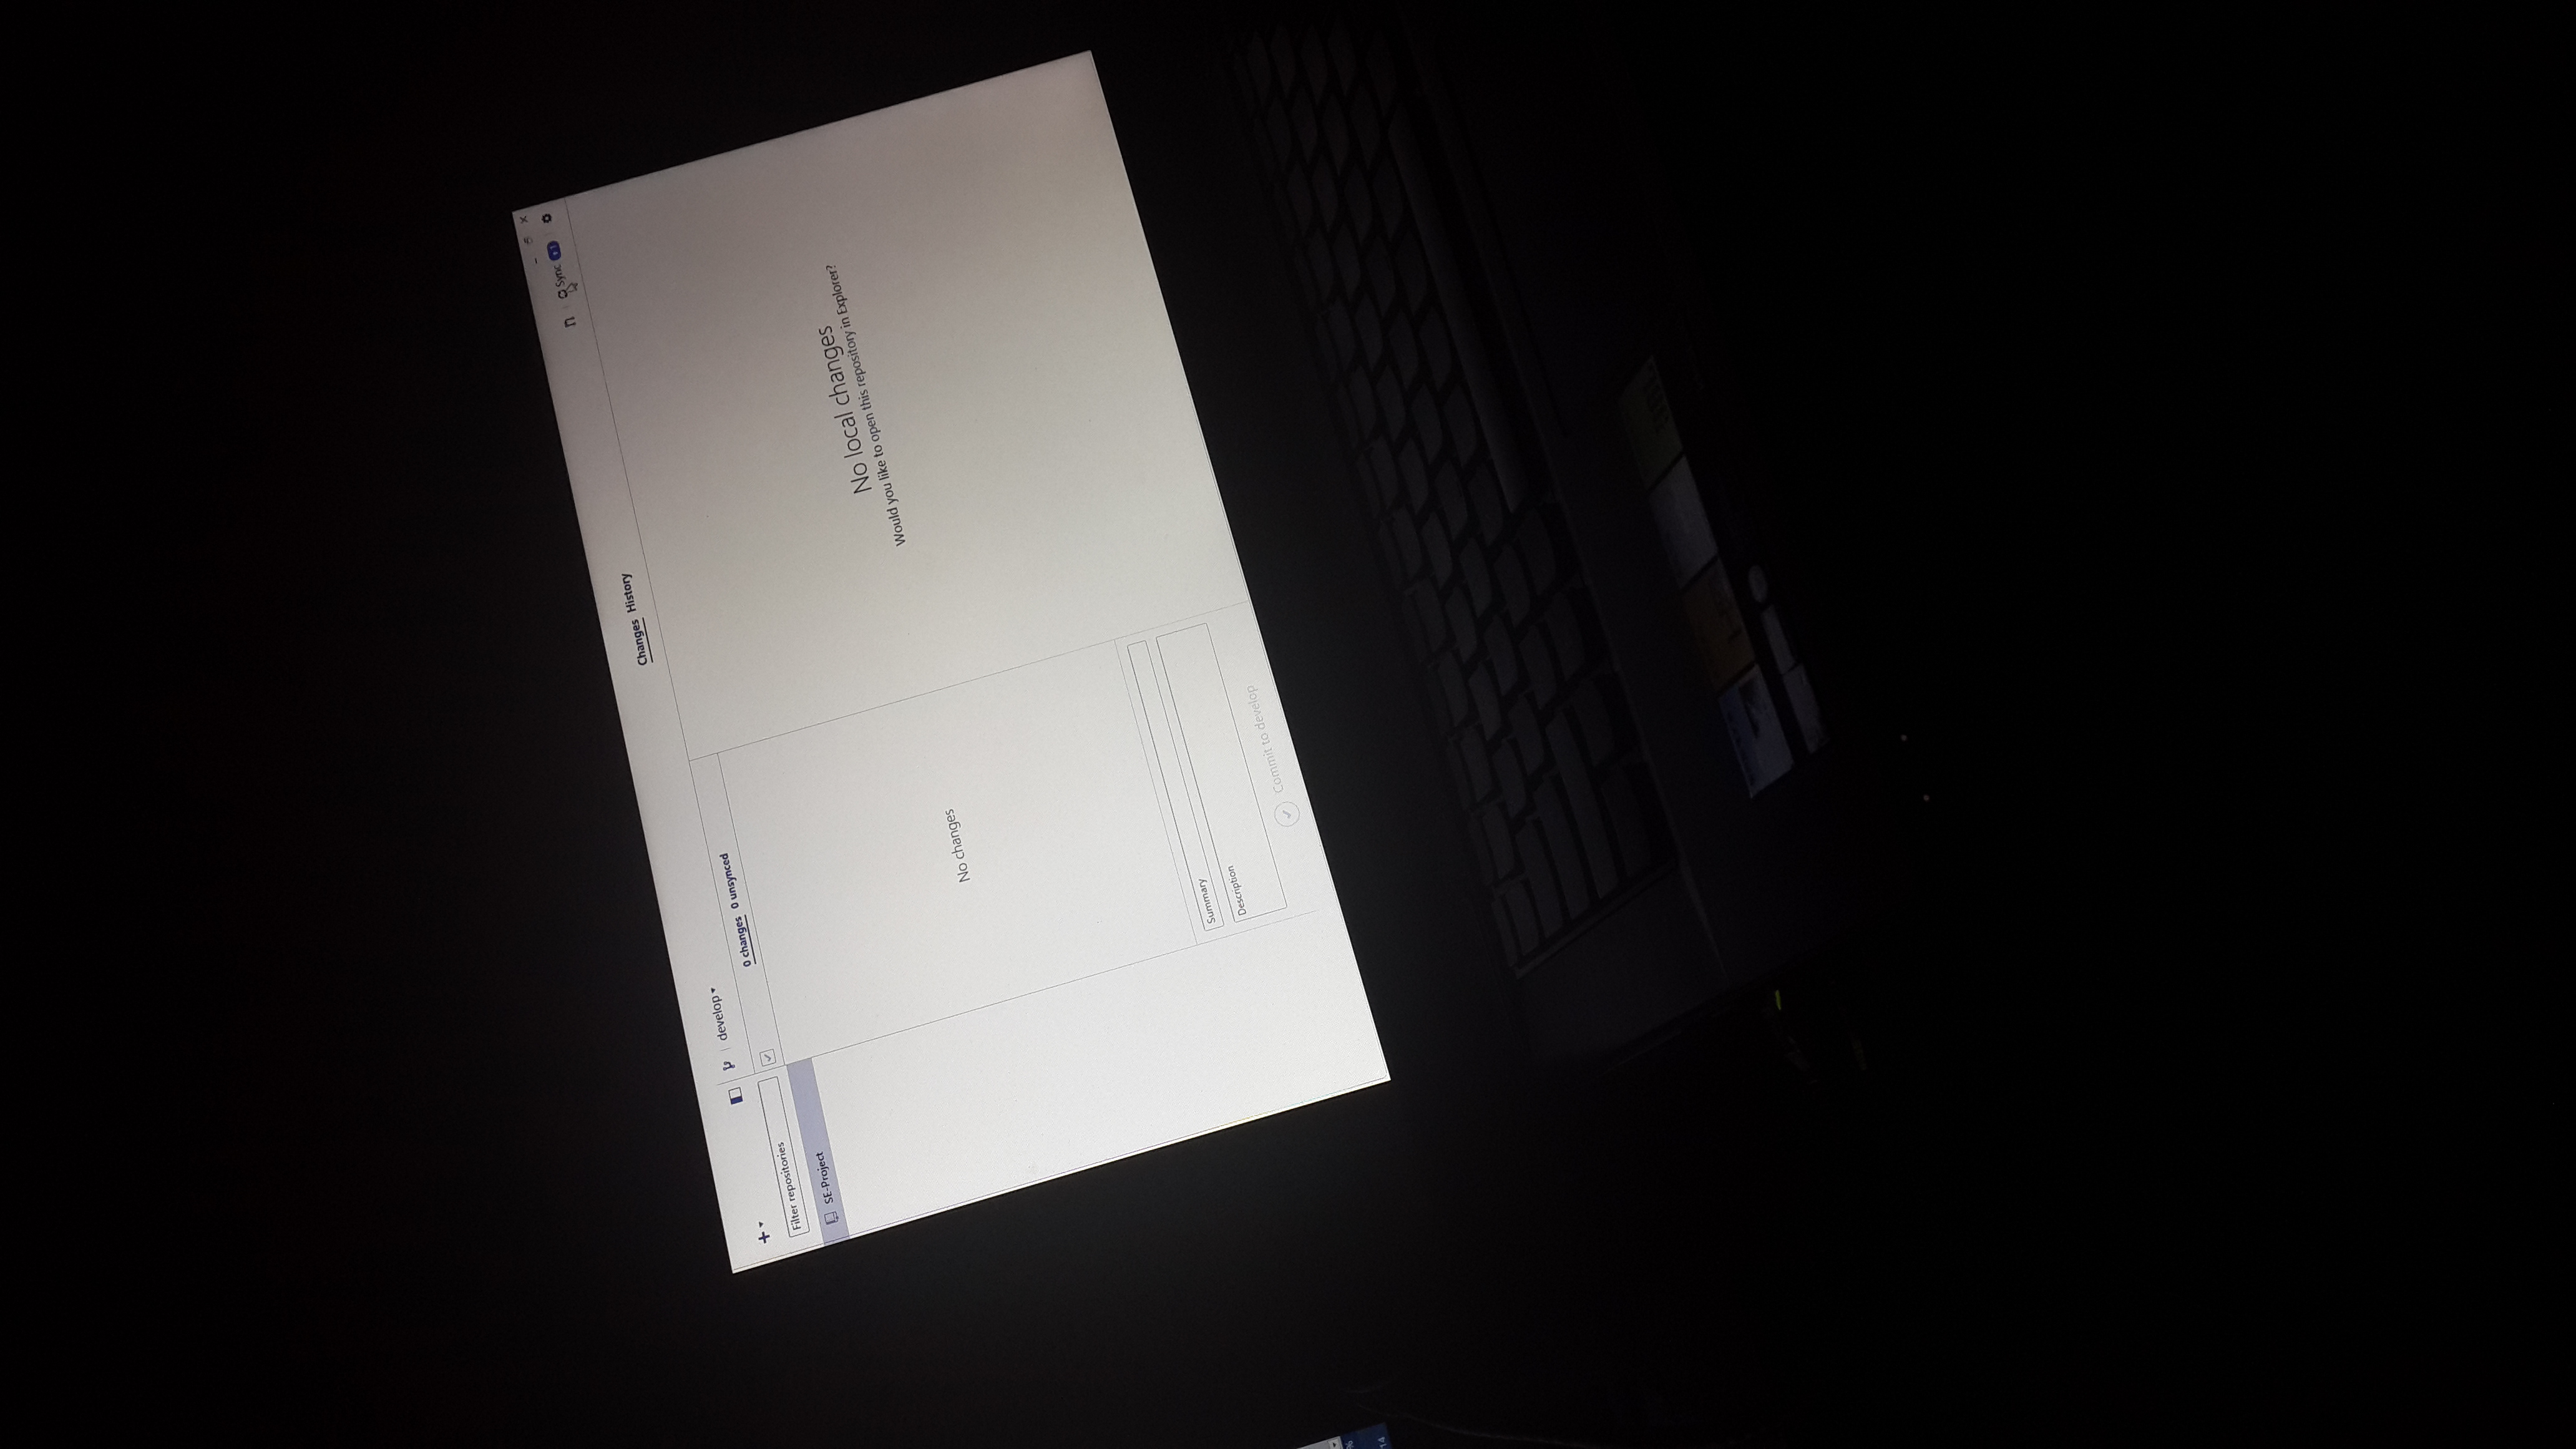 Sync
Changes History
develop
0 changes 0 unsynced
Filter repositories
SE-Project
No local changes
Would you like to open this repository in Explorer?
No changes
Summary
Description
Commit to develop
%
14